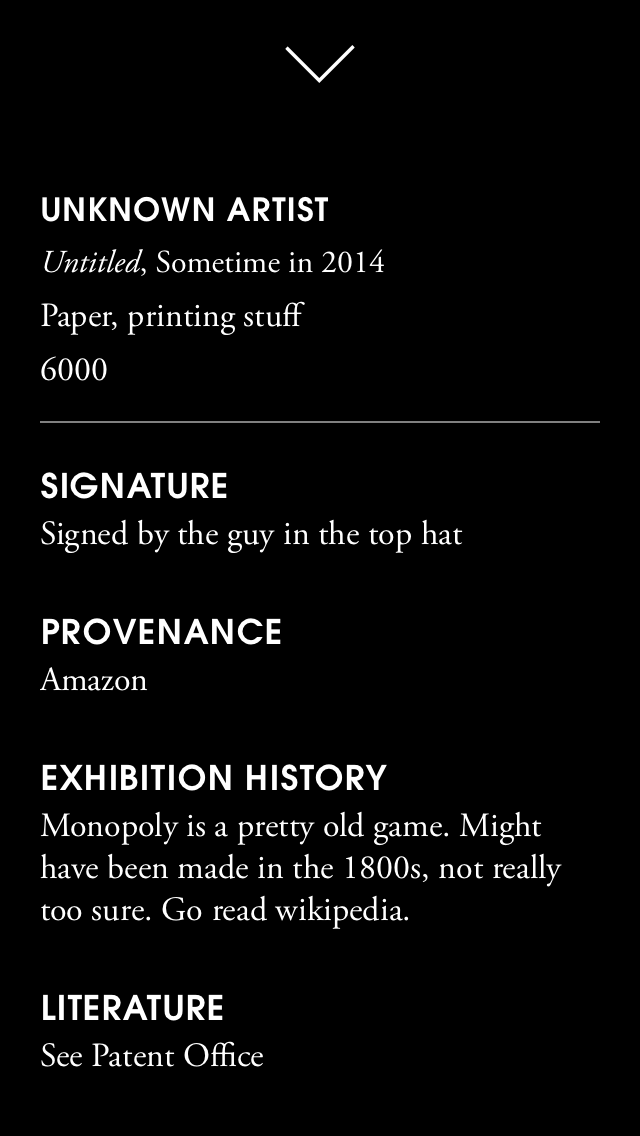 UNKNOWN ARTIST
Untitled, Sometime in 2014
Paper, printing stuff
6000
SIGNATURE
Signed by the guy in the top hat
PROVENANCE
Amazon
EXHIBITION HISTORY
Monopoly is a pretty old game. Might
have been made in the 1800s, not really
too sure. Go read wikipedia.
LITERATURE
See Patent Office